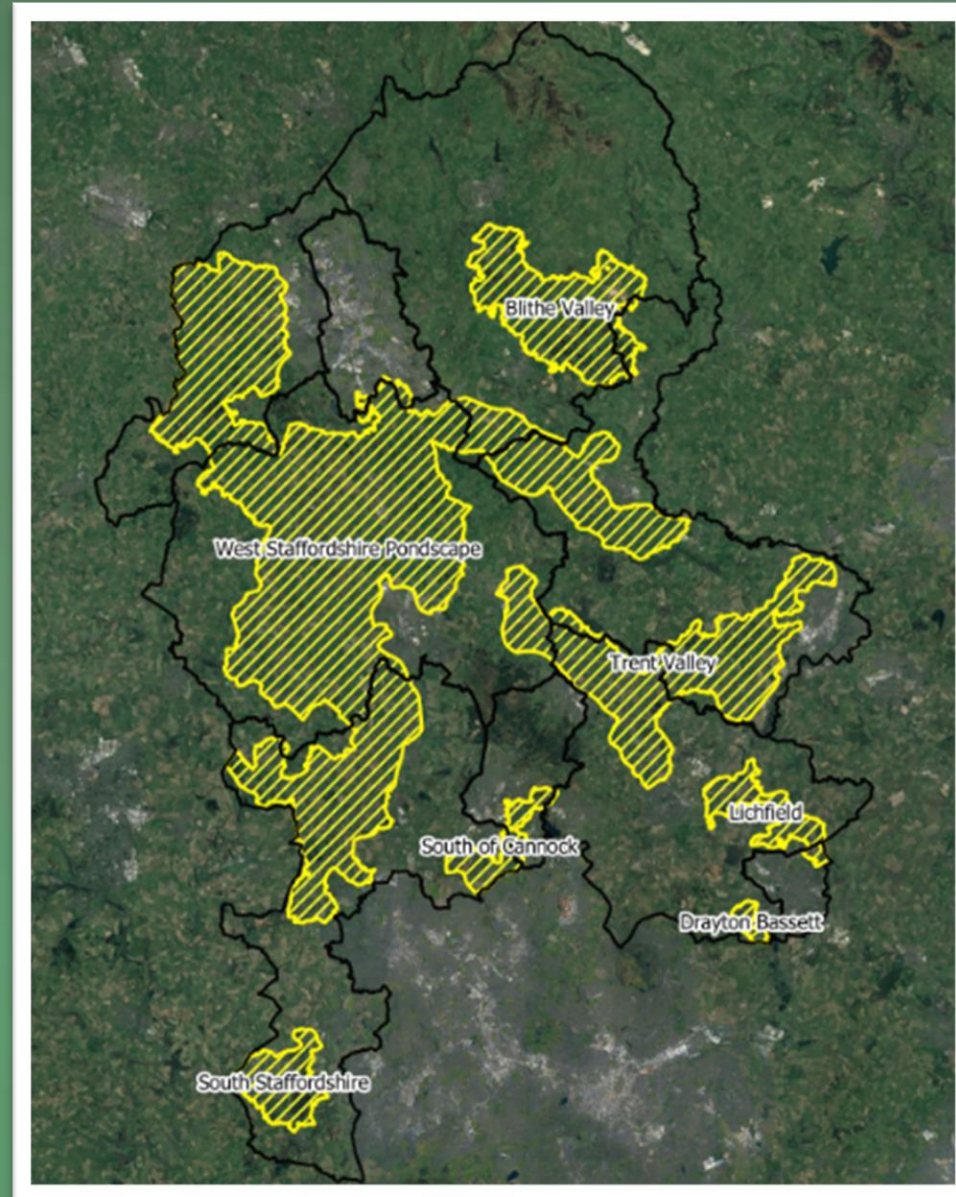 Blithe Valley
West Staffordshire Pondscape
Trent Valley
Lichfield
South of Cannock
Drayton Bassett
South Staffordshire